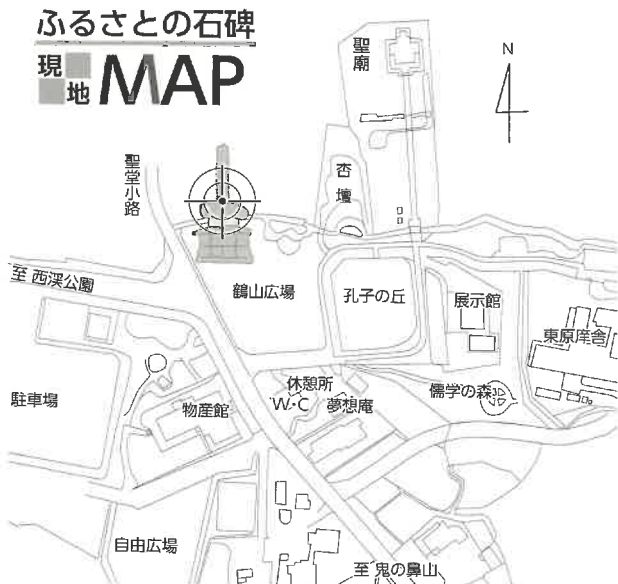 ふるさとの石碑
現地 MAP
N
聖廟
聖堂小路
杏壇
至 西渓公園
鶴山広場
孔子の丘
展示館
東原庠舎
休憩所
W・C
夢想庵
儒学の森
駐車場
物産館
自由広場
至 鬼の鼻山